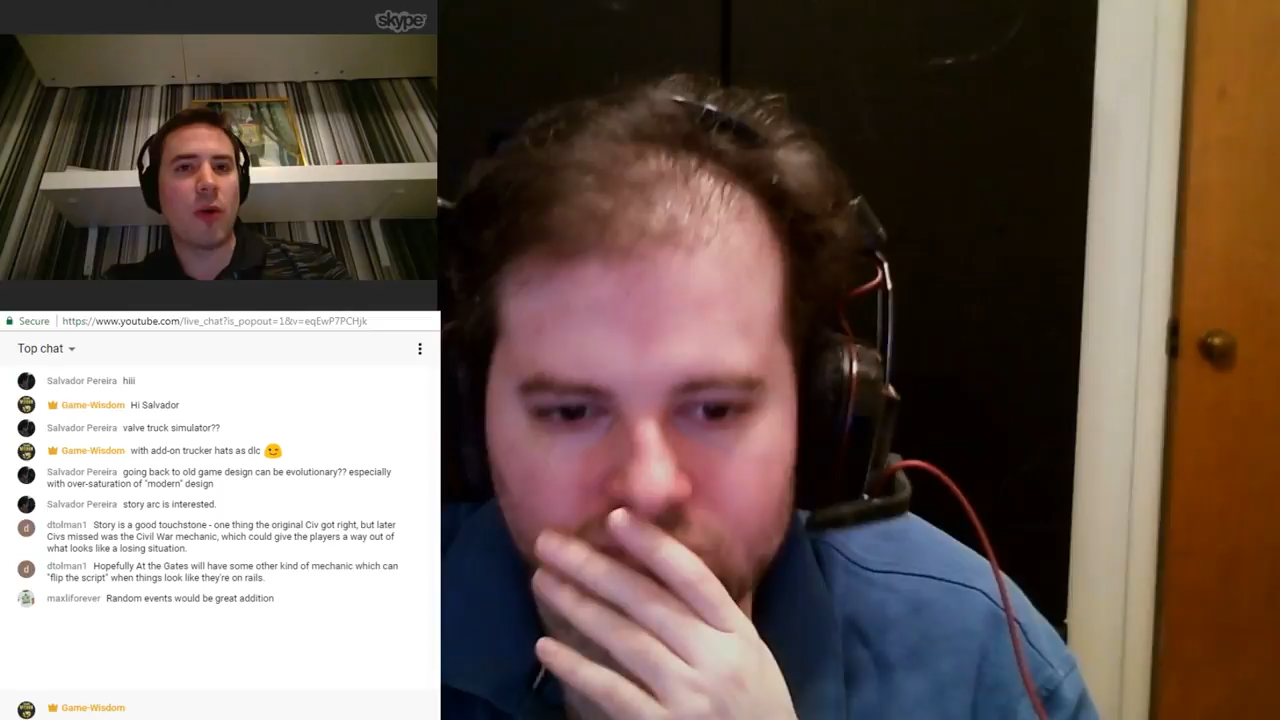 skype
Secure
https://www.youtube.com/live_chat?is_popout=1&v=eqEwP7PCHjk
Top chat
Salvador Pereira hiii
Game-Wisdom Hi Salvador
Salvador Pereira valve truck simulator??
Game-Wisdom with add-on trucker hats as dlc
Salvador Pereira going back to old game design can be evolutionary?? especially
with over-saturation of "modern" design
Salvador Pereira story arc is interested.
dtolman1 Story is a good touchstone - one thing the original Civ got right, but later
Civs missed was the Civil War mechanic, which could give the players a way out of
what looks like a losing situation.
dtolman1 Hopefully At the Gates will have some other kind of mechanic which can
"flip the script" when things look like they're on rails.
maxliforever Random events would be great addition
Game-Wisdom